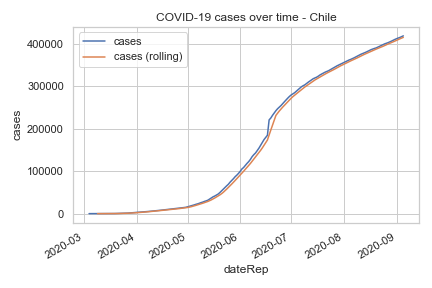 COVID-19 cases over time - Chile
cases
cases (rolling)
400000
300000
200000
100000
0
cases
2020-03
2020-04
2020-05
2020-06
2020-07
2020-08
2020-09
dateRep